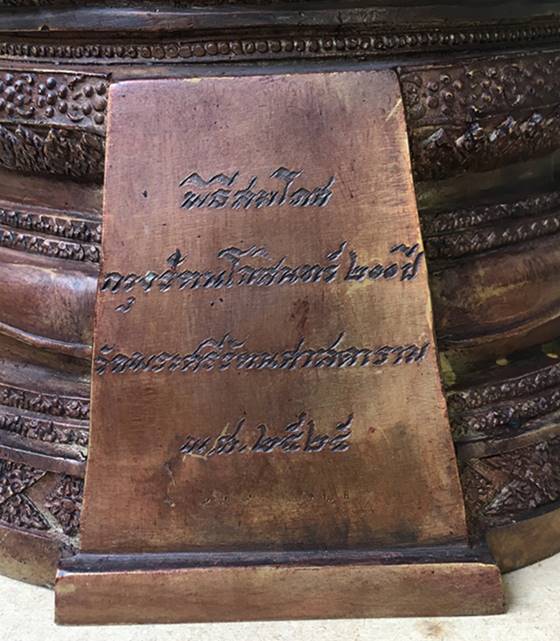 พิธีสมโภช
กรุงรัตนโกสินทร์ ๒๐๐ ปี
วัดพระศรีรัตนศาสดาราม
พ.ศ. ๒๕๒๕